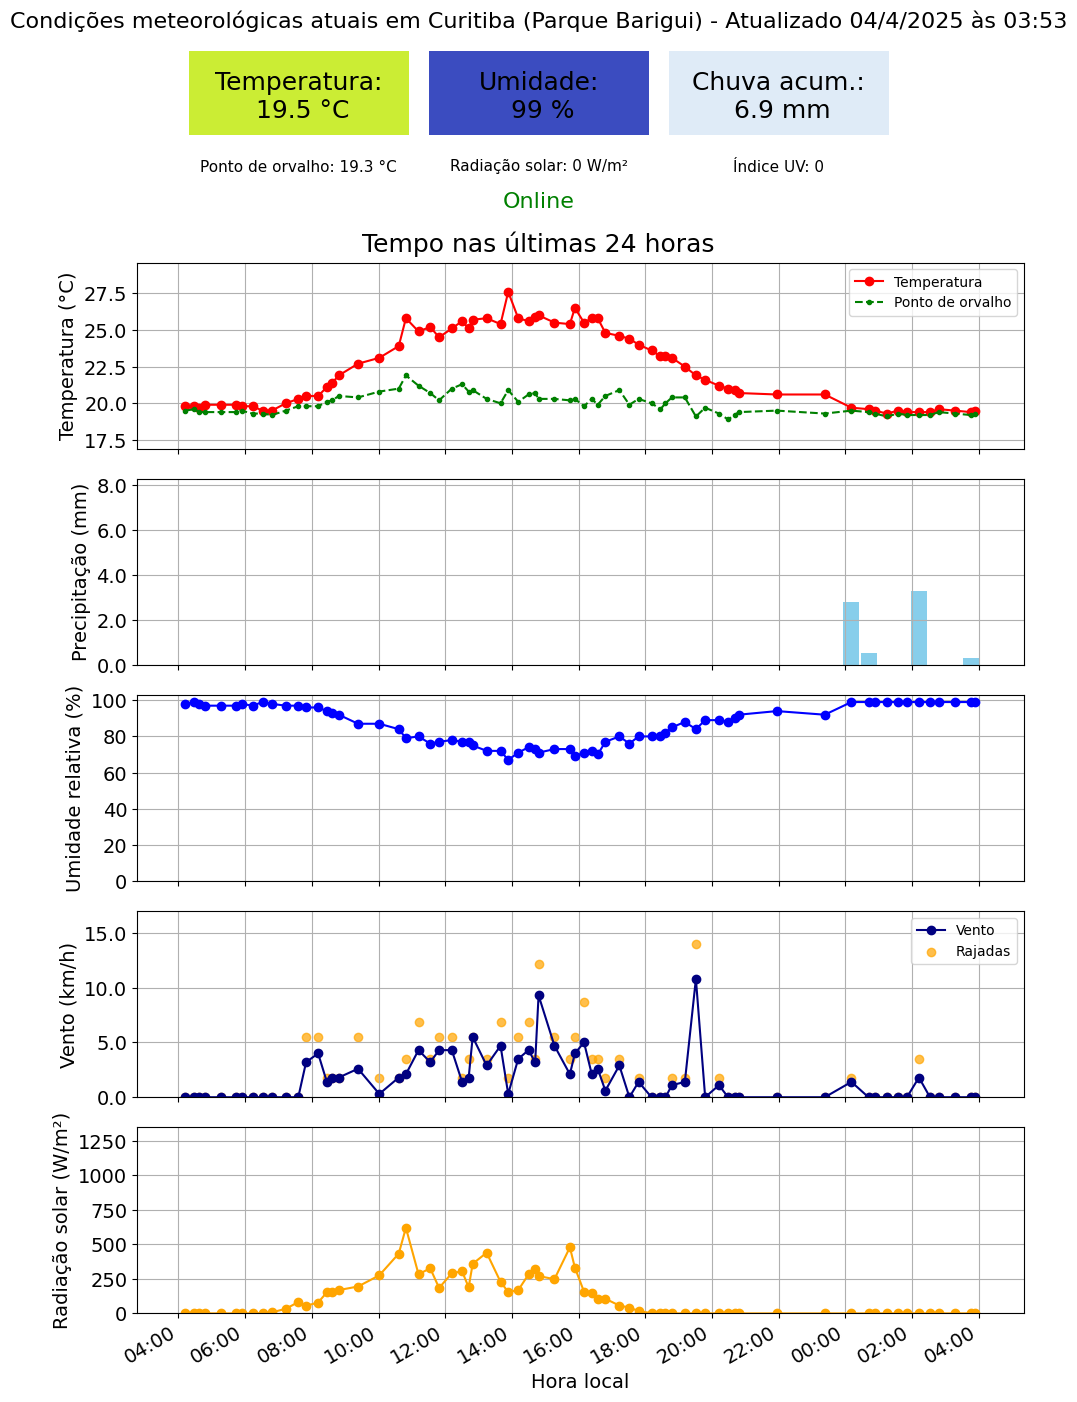 Condições meteorológicas atuais em Curitiba (Parque Barigui) - Atualizado 04/4/2025 às 03:53
Temperatura:
19.5 °C
Umidade:
99 %
Chuva acum.:
6.9 mm
Ponto de orvalho: 19.3 °C
Radiação solar: 0 W/m²
Índice UV: 0
Online
Tempo nas últimas 24 horas
Temperatura (°C)
27.5
25.0
22.5
20.0
17.5
Temperatura
Ponto de orvalho
Precipitação (mm)
8.0
6.0
4.0
2.0
0.0
Umidade relativa (%)
100
80
60
40
20
0
Vento (km/h)
15.0
10.0
5.0
0.0
Vento
Rajadas
Radiação solar (W/m²)
1250
1000
750
500
250
0
04:00
06:00
08:00
10:00
12:00
14:00
16:00
18:00
20:00
22:00
00:00
02:00
04:00
Hora local